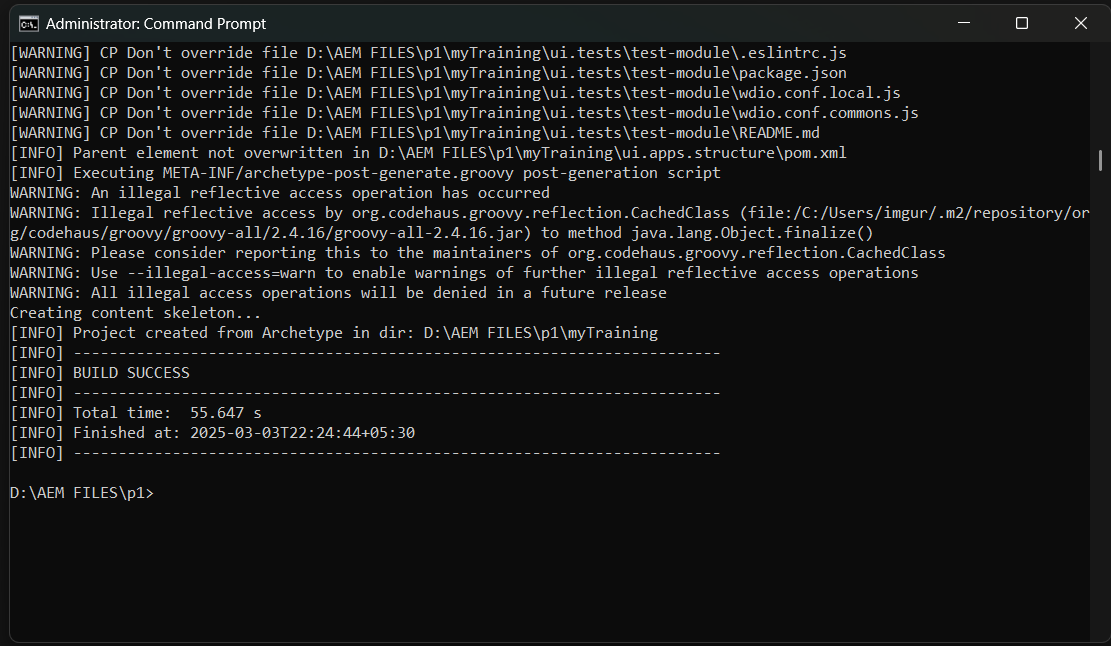 Administrator: Command Prompt
[WARNING] CP Don't override file D:\AEM FILES\p1\myTraining\ui.tests\test-module\.eslintrc.js
[WARNING] CP Don't override file D:\AEM FILES\p1\myTraining\ui.tests\test-module\package.json
[WARNING] CP Don't override file D:\AEM FILES\p1\myTraining\ui.tests\test-module\wdio.conf.local.js
[WARNING] CP Don't override file D:\AEM FILES\p1\myTraining\ui.tests\test-module\wdio.conf.commons.js
[WARNING] CP Don't override file D:\AEM FILES\p1\myTraining\ui.tests\test-module\README.md
[INFO] Parent element not overwritten in D:\AEM FILES\p1\myTraining\ui.apps.structure\pom.xml
[INFO] Executing META-INF/archetype-post-generate.groovy post-generation script
WARNING: An illegal reflective access operation has occurred
WARNING: Illegal reflective access by org.codehaus.groovy.reflection.CachedClass (file:/C:/Users/imgur/.m2/repository/or
g/codehaus/groovy/groovy-all/2.4.16/groovy-all-2.4.16.jar) to method java.lang.Object.finalize()
WARNING: Please consider reporting this to the maintainers of org.codehaus.groovy.reflection.CachedClass
WARNING: Use --illegal-access=warn to enable warnings of further illegal reflective access operations
WARNING: All illegal access operations will be denied in a future release
Creating content skeleton...
[INFO] Project created from Archetype in dir: D:\AEM FILES\p1\myTraining
[INFO] ------------------------------------------------------------------------
[INFO] BUILD SUCCESS
[INFO] ------------------------------------------------------------------------
[INFO] Total time:  55.647 s
[INFO] Finished at: 2025-03-03T22:24:44+05:30
[INFO] ------------------------------------------------------------------------
D:\AEM FILES\p1>